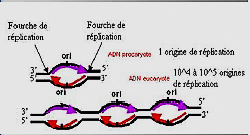 Fourche de réplication
Fourche de réplication
ori
3'
5'
5'
3'
ADN procaryote 1 origine de réplication
ADN eucaryote 10^4 à 10^5 origines de réplication
ori ori ori
5'
3'
3'
5'